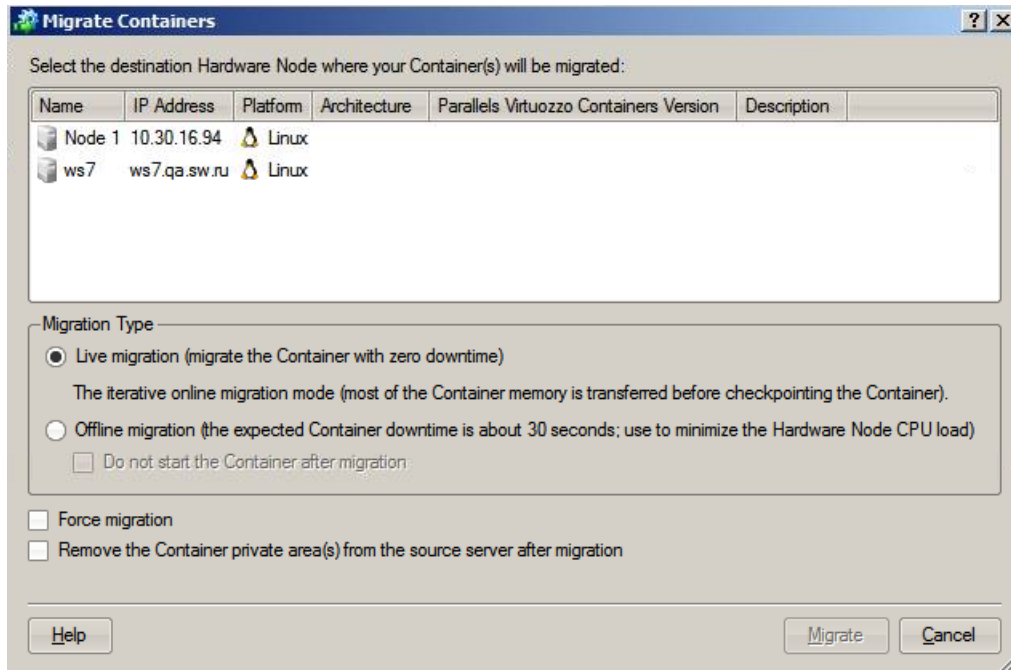 Migrate Containers
Select the destination Hardware Node where your Container(s) will be migrated:
Name IP Address Platform Architecture Parallels Virtuozzo Containers Version Description
Node 1 10.30.16.94 Linux
ws7 ws7.qa.sw.ru Linux
Migration Type
Live migration (migrate the Container with zero downtime)
The iterative online migration mode (most of the Container memory is transferred before checkpointing the Container).
Offline migration (the expected Container downtime is about 30 seconds; use to minimize the Hardware Node CPU load)
Do not start the Container after migration
Force migration
Remove the Container private area(s) from the source server after migration
Help Migrate Cancel